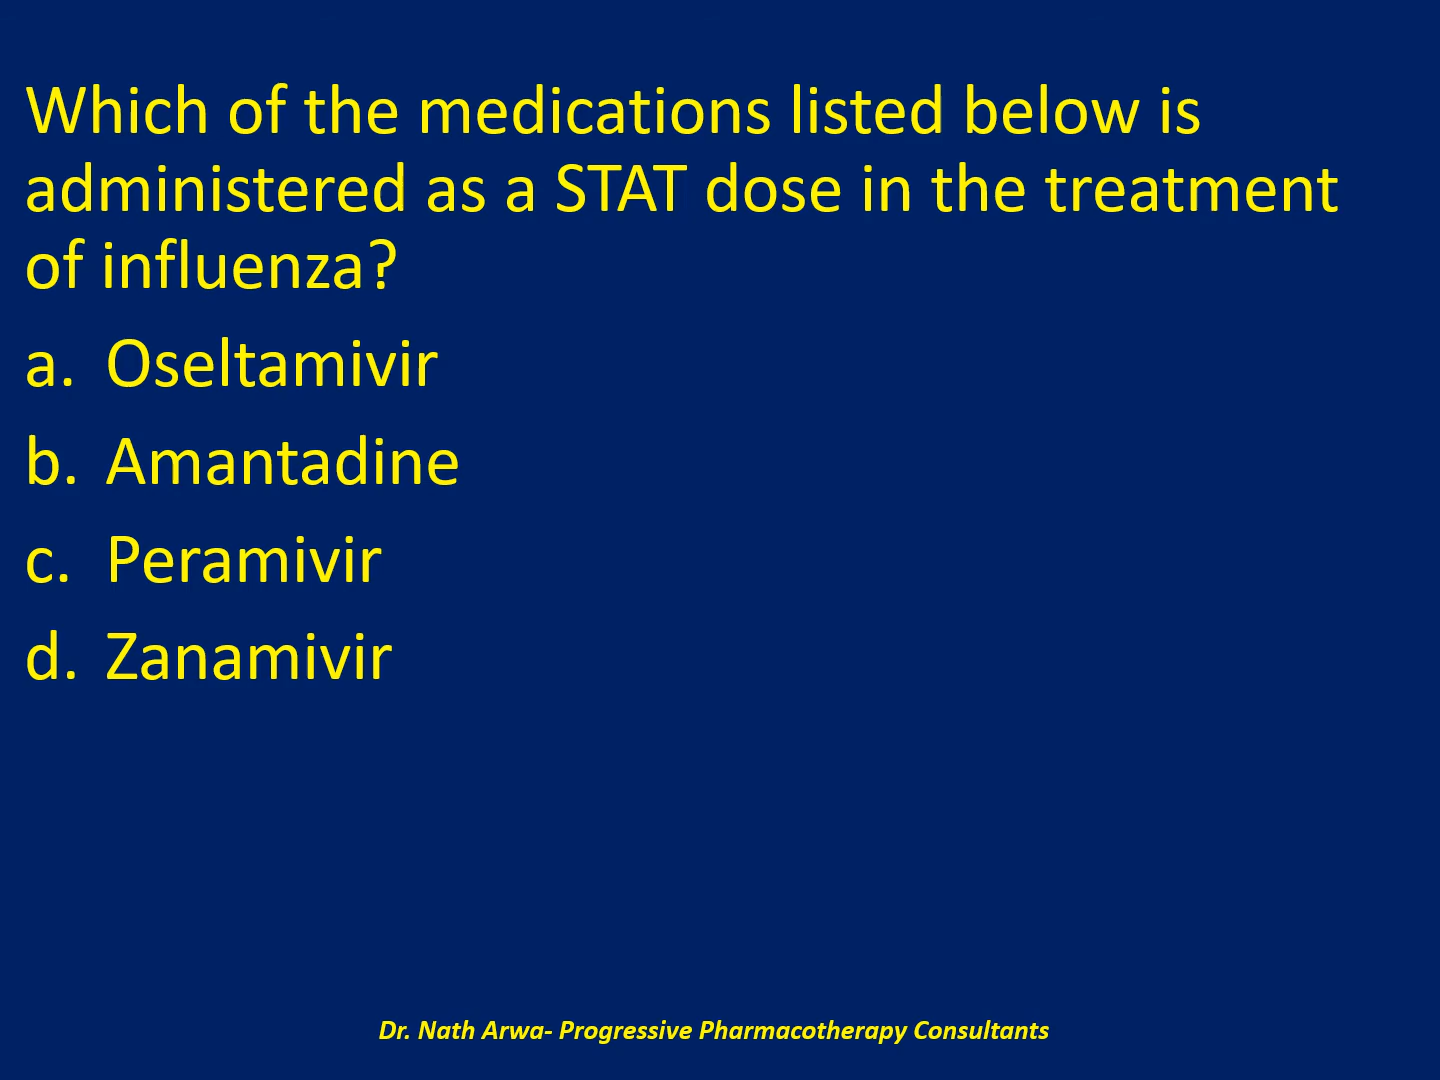 Which of the medications listed below is
administered as a STAT dose in the treatment
of influenza?
a. Oseltamivir
b. Amantadine
c. Peramivir
d. Zanamivir
Dr. Nath Arwa- Progressive Pharmacotherapy Consultants